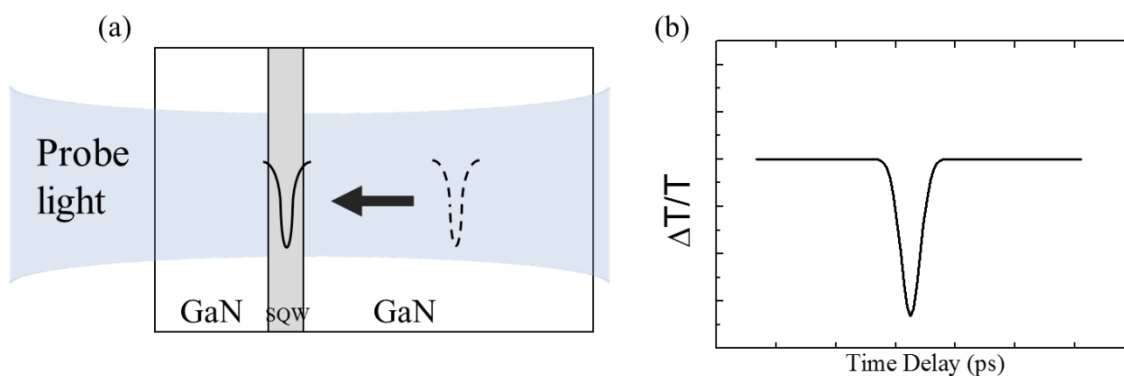 (a)
Probe
light
GaN
SQW
GaN
(b)
ΔT/T
Time Delay (ps)